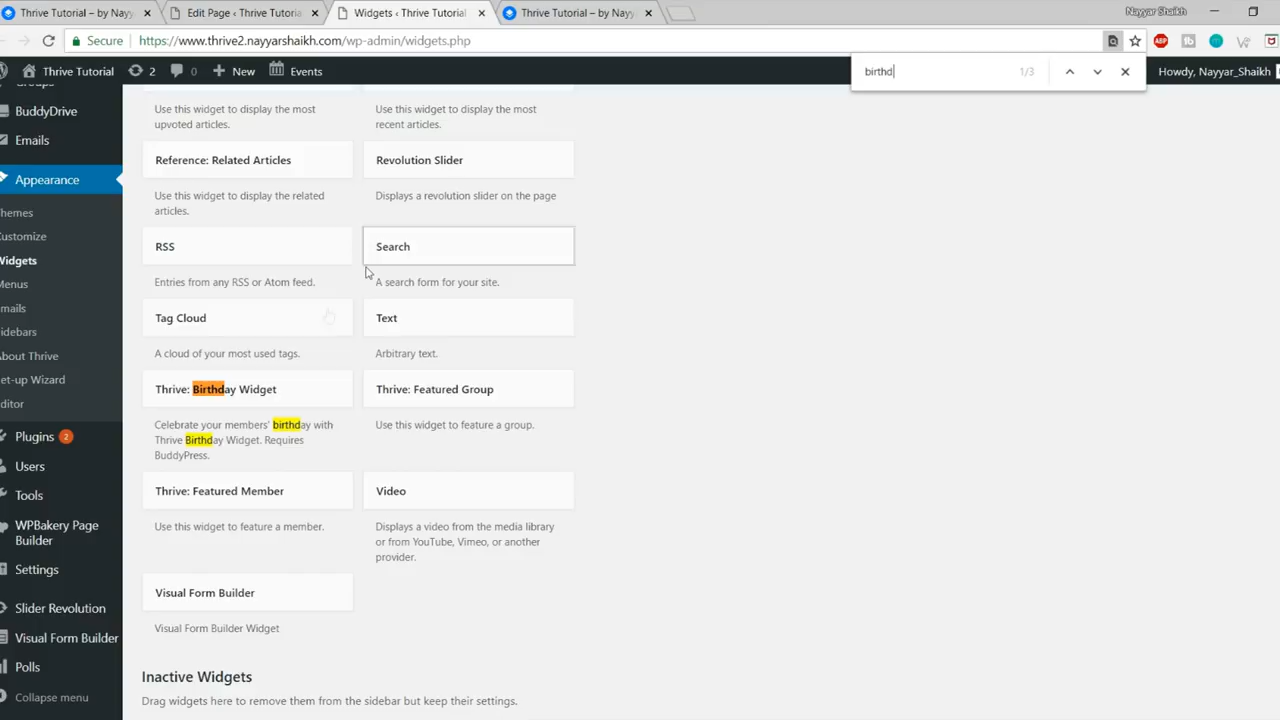 Thrive Tutorial – by Nayy
Edit Page ‹ Thrive Tutoria
Widgets ‹ Thrive Tutorial
Thrive Tutorial – by Nayy
Nayyar Shaikh
Secure
https://www.thrive2.nayyarshaikh.com/wp-admin/widgets.php
ABP
birthd
1/3
Thrive Tutorial
2
0
New
Events
Howdy, Nayyar_Shaikh
BuddyDrive
Emails
Appearance
hemes
ustomize
Widgets
Menus
mails
idebars
bout Thrive
et-up Wizard
ditor
Plugins 2
Users
Tools
WPBakery Page
Builder
Settings
Slider Revolution
Visual Form Builder
Polls
Collapse menu
Use this widget to display the most
upvoted articles.
Use this widget to display the most
recent articles.
Reference: Related Articles
Use this widget to display the related
articles.
Revolution Slider
Displays a revolution slider on the page
RSS
Entries from any RSS or Atom feed.
Search
A search form for your site.
Tag Cloud
A cloud of your most used tags.
Text
Arbitrary text.
Thrive: Birthday Widget
Celebrate your members' birthday with
Thrive Birthday Widget. Requires
BuddyPress.
Thrive: Featured Group
Use this widget to feature a group.
Thrive: Featured Member
Use this widget to feature a member.
Video
Displays a video from the media library
or from YouTube, Vimeo, or another
provider.
Visual Form Builder
Visual Form Builder Widget
Inactive Widgets
Drag widgets here to remove them from the sidebar but keep their settings.